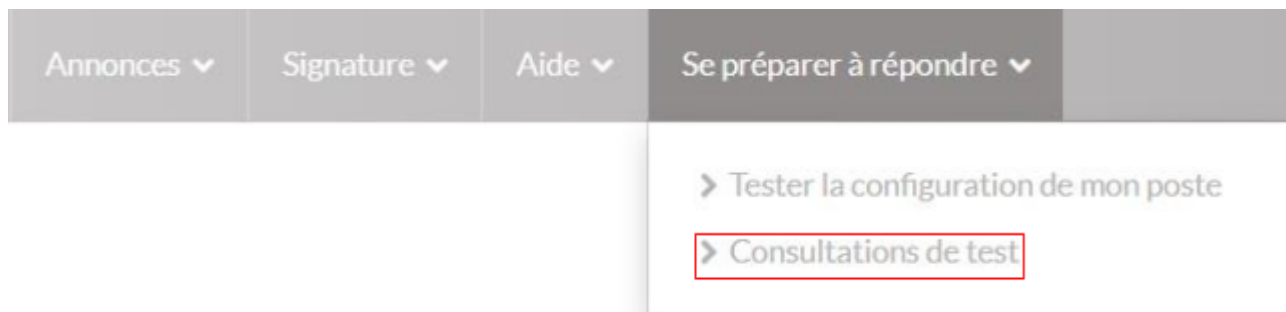 Annonces Signature Aide Se préparer à répondre
Tester la configuration de mon poste
Consultations de test